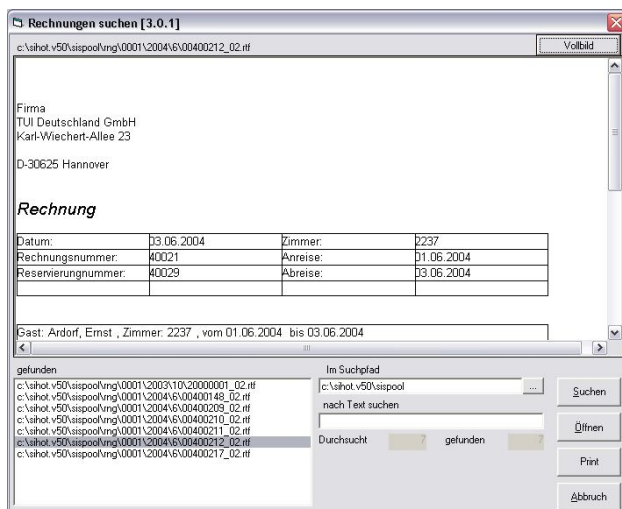 Rechnungen suchen [3.0.1]
c:\sihot.v50\sispool\rng\0001\2004\6\00400212_02.rtf
Vollbild
Firma
TUI Deutschland GmbH
Karl-Wiechert-Allee 23
D-30625 Hannover
Rechnung
Datum: 03.06.2004 Zimmer: 2237
Rechnungsnummer: 40021 Anreise: 01.06.2004
Reservierungnummer: 40029 Abreise: 03.06.2004
Gast: Ardorf, Ernst , Zimmer: 2237 , vom 01.06.2004 bis 03.06.2004
gefunden
c:\sihot.v50\sispool\rng\0001\2003\10\20000001_02.rtf
c:\sihot.v50\sispool\rng\0001\2004\6\00400148_02.rtf
c:\sihot.v50\sispool\rng\0001\2004\6\00400209_02.rtf
c:\sihot.v50\sispool\rng\0001\2004\6\00400210_02.rtf
c:\sihot.v50\sispool\rng\0001\2004\6\00400211_02.rtf
c:\sihot.v50\sispool\rng\0001\2004\6\00400212_02.rtf
c:\sihot.v50\sispool\rng\0001\2004\6\00400217_02.rtf
Im Suchpfad
c:\sihot.v50\sispool ...
nach Text suchen
Durchsucht 7 gefunden 7
Suchen
Öffnen
Print
Abbruch